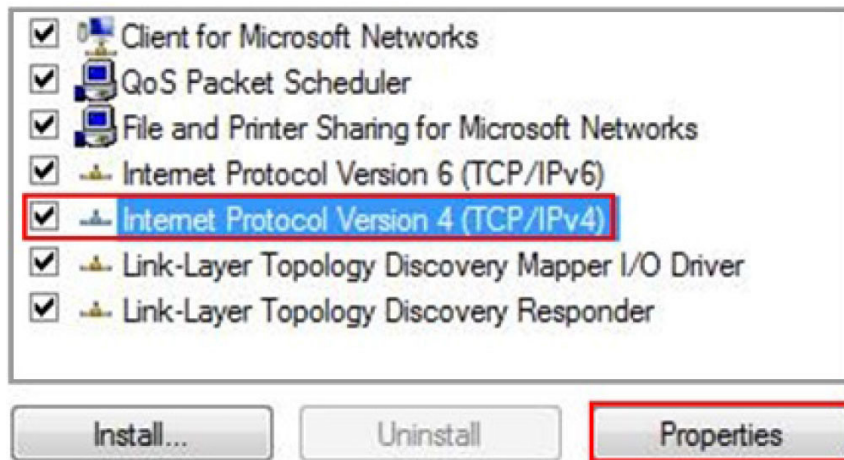 Client for Microsoft Networks
QoS Packet Scheduler
File and Printer Sharing for Microsoft Networks
Internet Protocol Version 6 (TCP/IPv6)
Internet Protocol Version 4 (TCP/IPv4)
Link-Layer Topology Discovery Mapper I/O Driver
Link-Layer Topology Discovery Responder
Install... Uninstall Properties